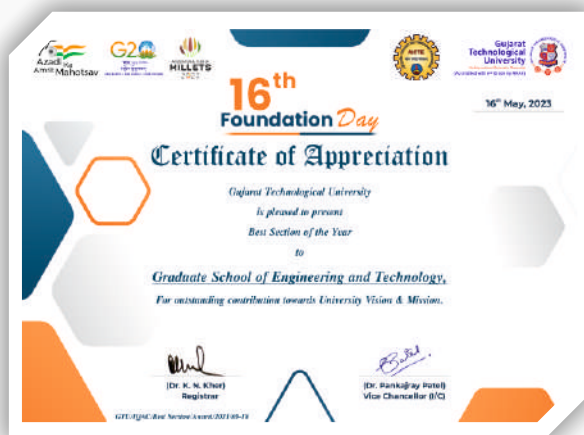 Azadi Ka
Amrit Mahotsav
G20
MILLETS
AICTE
Gujarat
Technological
University
16th May, 2023
16th
Foundation Day
Certificate of Appreciation
Gujarat Technological University
is pleased to present
Best Section of the Year
to
Graduate School of Engineering and Technology,
For outstanding contribution towards University Vision & Mission.
(Dr. K. N. Kher)
Registrar
(Dr. Pankajray Patel)
Vice Chancellor (I/C)